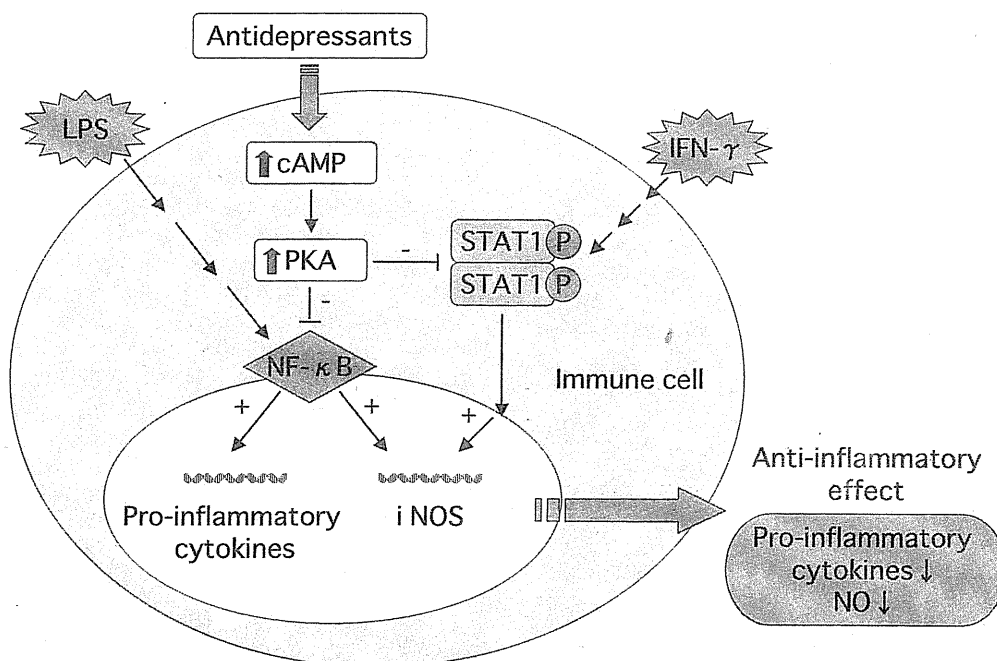 Antidepressants
LPS
IFN-γ
⬆cAMP
⬆PKA
-
STAT1 P
STAT1 P
-
NF-κB
Immune cell
+
+
+
Pro-inflammatory
cytokines
i NOS
Anti-inflammatory
effect
Pro-inflammatory
cytokines↓
NO↓